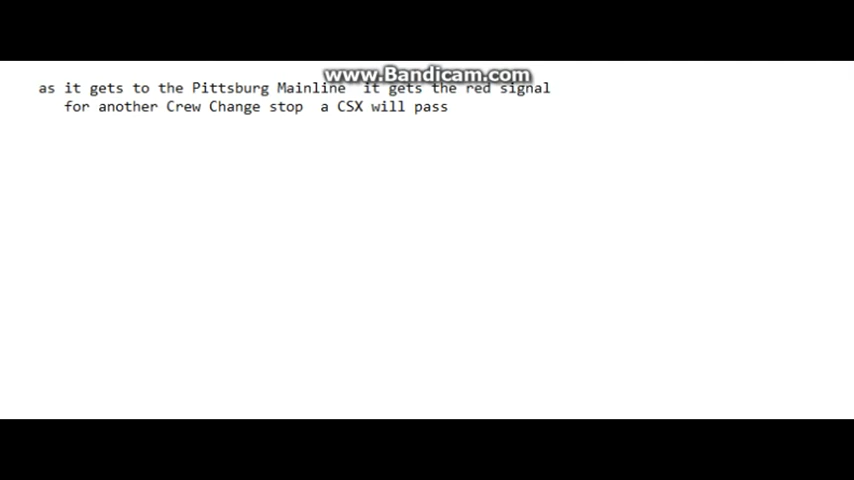 www.Bandicam.com
as it gets to the Pittsburg Mainline  it gets the red signal
for another Crew Change stop  a CSX will pass